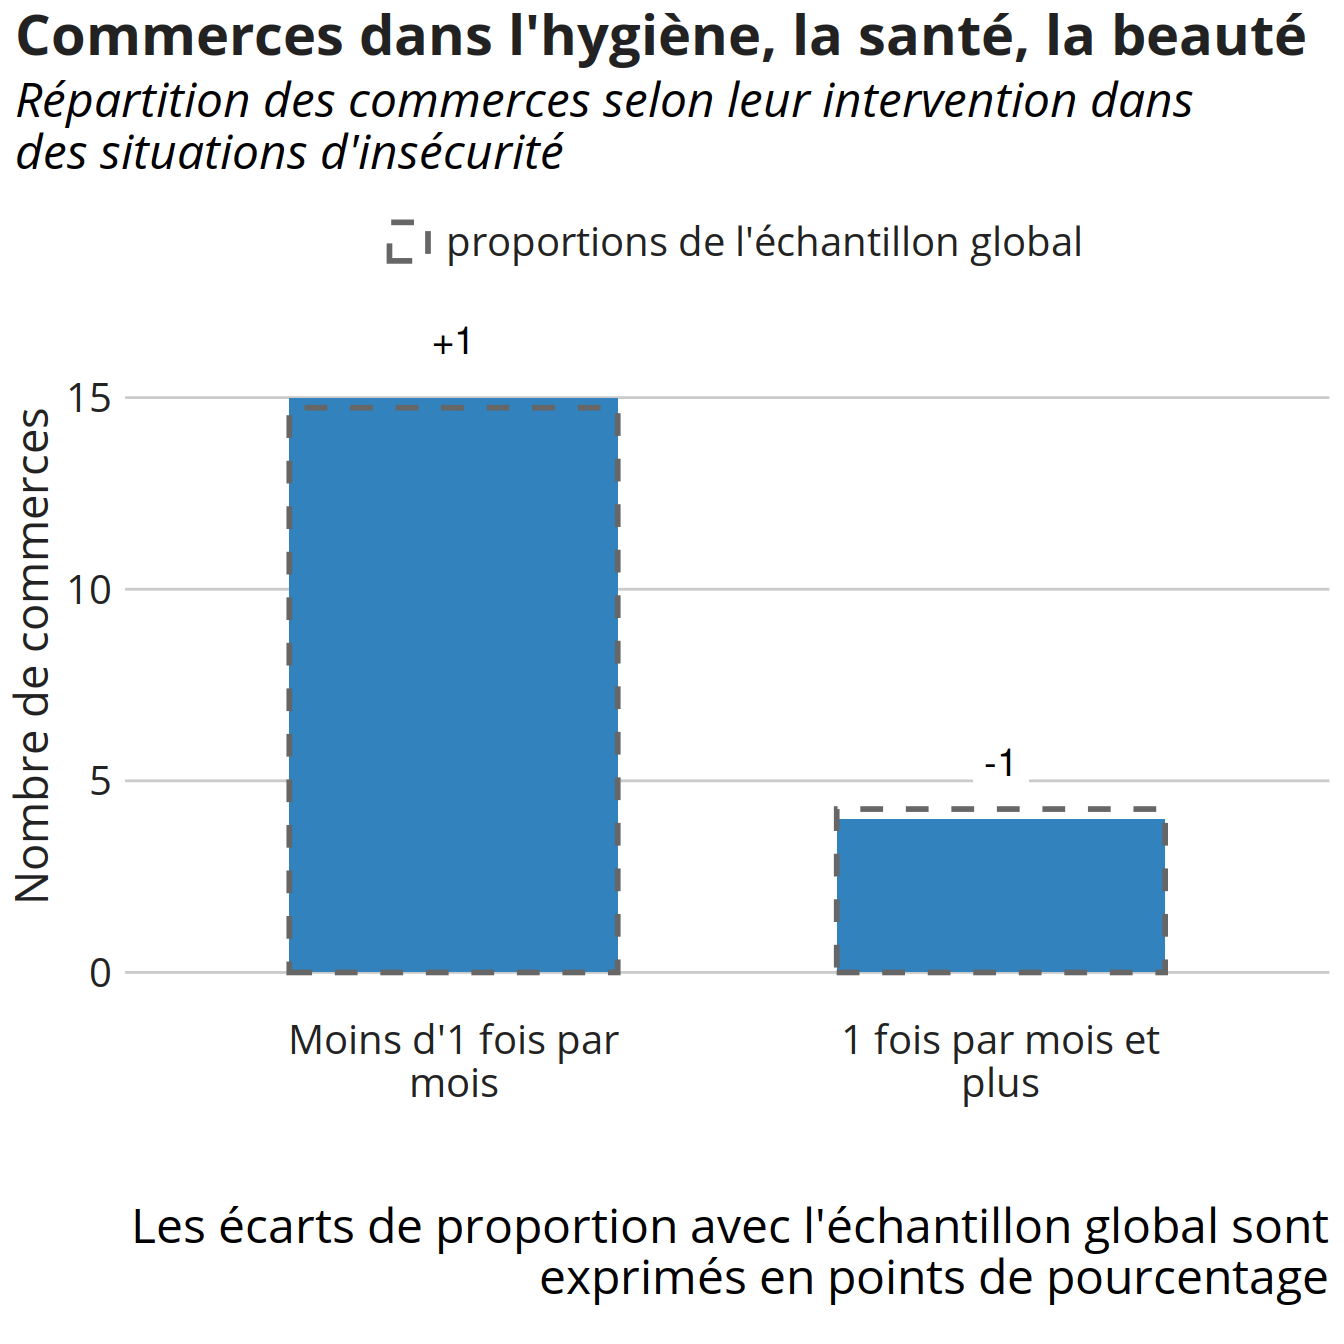 Commerces dans l'hygiène, la santé, la beauté
Répartition des commerces selon leur intervention dans
des situations d'insécurité
proportions de l'échantillon global
+1
15
10
5
0
Nombre de commerces
-1
Moins d'1 fois par
mois
1 fois par mois et
plus
Les écarts de proportion avec l'échantillon global sont
exprimés en points de pourcentage